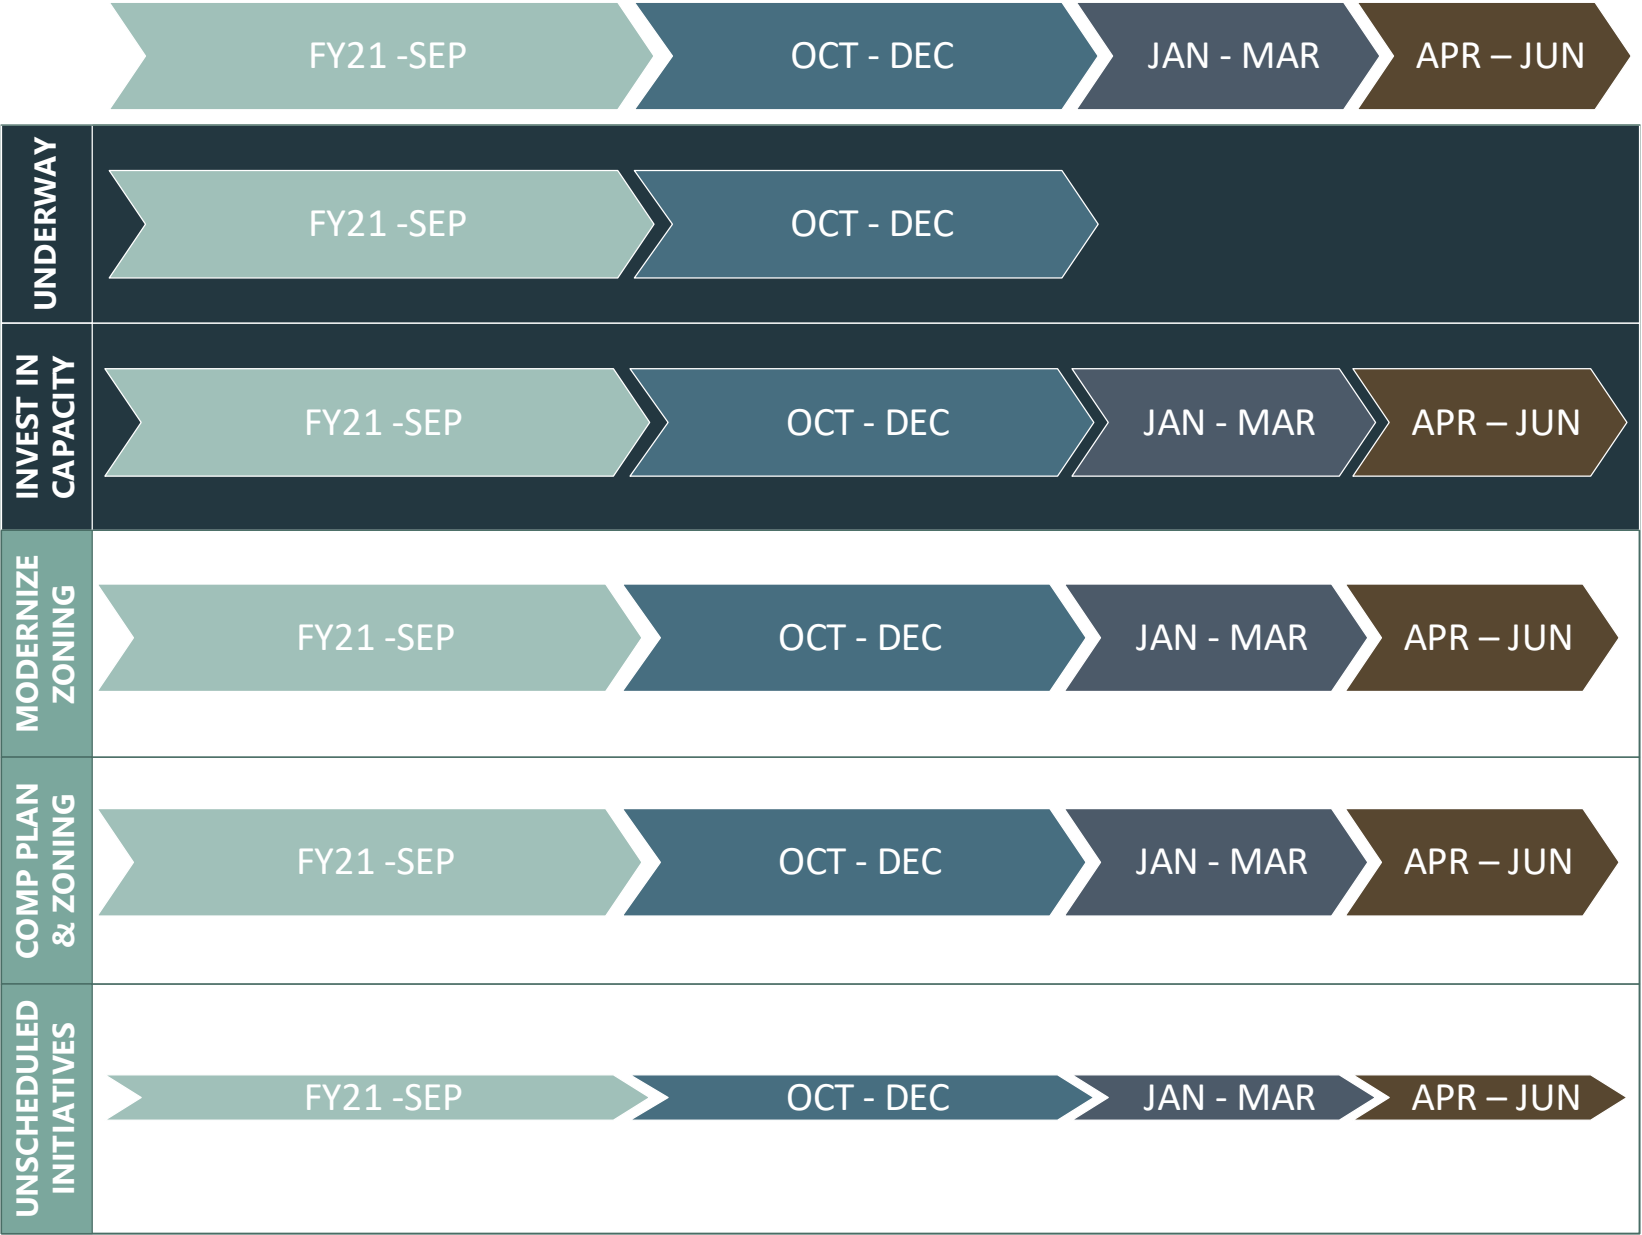 FY21 -SEP
OCT - DEC
JAN - MAR
APR – JUN
UNDERWAY
FY21 -SEP
OCT - DEC
INVEST IN
CAPACITY
FY21 -SEP
OCT - DEC
JAN - MAR
APR – JUN
MODERNIZE
ZONING
FY21 -SEP
OCT - DEC
JAN - MAR
APR – JUN
COMP PLAN
& ZONING
FY21 -SEP
OCT - DEC
JAN - MAR
APR – JUN
UNSCHEDULED
INITIATIVES
FY21 -SEP
OCT - DEC
JAN - MAR
APR – JUN